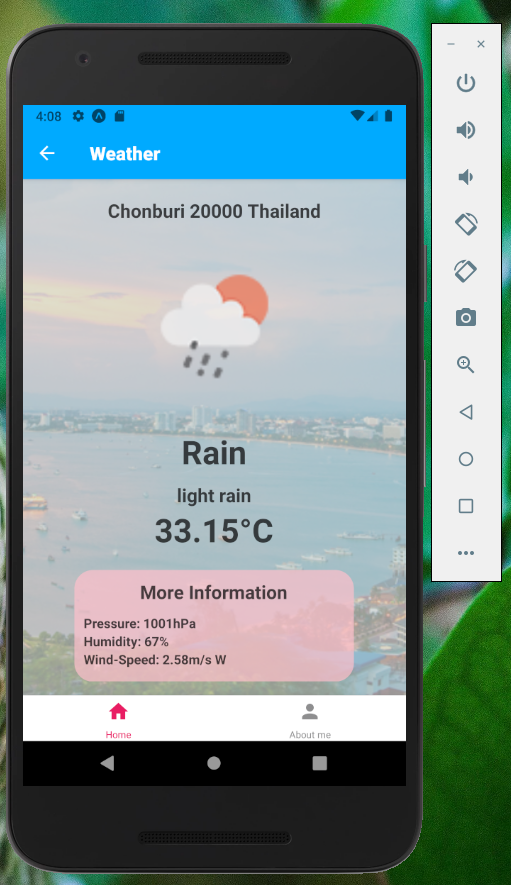 4:08
Weather
Chonburi 20000 Thailand
Rain
light rain
33.15°C
More Information
Pressure: 1001hPa
Humidity: 67%
Wind-Speed: 2.58m/s W
Home
About me